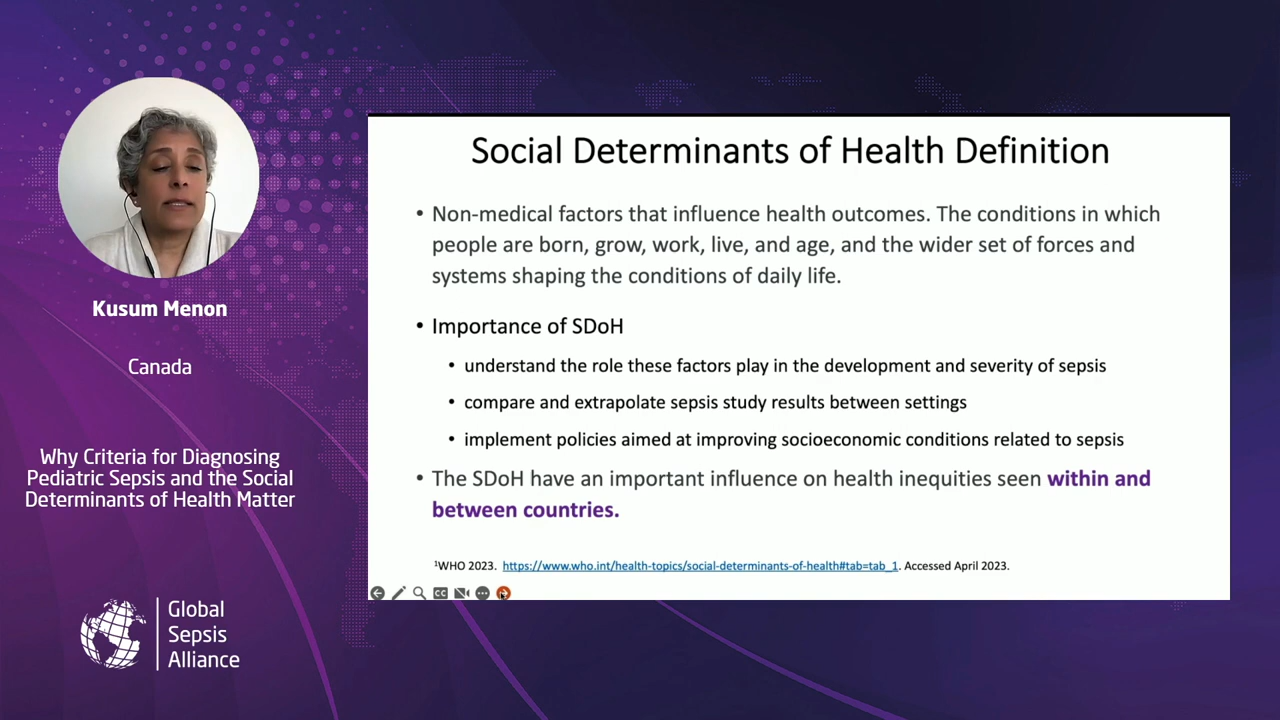 Kusum Menon
Canada
Why Criteria for Diagnosing
Pediatric Sepsis and the Social
Determinants of Health Matter
Global
Sepsis
Alliance
Social Determinants of Health Definition
• Non-medical factors that influence health outcomes. The conditions in which
people are born, grow, work, live, and age, and the wider set of forces and
systems shaping the conditions of daily life.
• Importance of SDoH
• understand the role these factors play in the development and severity of sepsis
• compare and extrapolate sepsis study results between settings
• implement policies aimed at improving socioeconomic conditions related to sepsis
• The SDoH have an important influence on health inequities seen within and
between countries.
¹WHO 2023. https://www.who.int/health-topics/social-determinants-of-health#tab=tab_1. Accessed April 2023.
CC